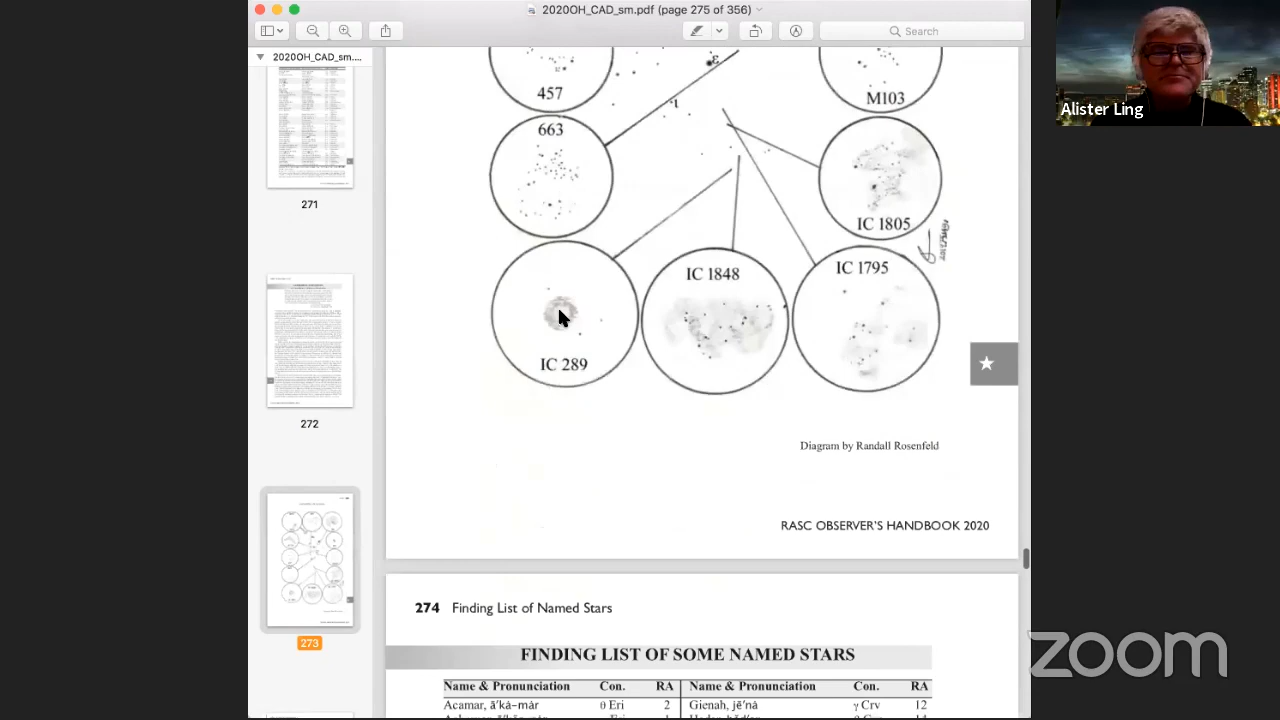 2020OH_CAD_sm.pdf (page 275 of 356)
Search
2020OH_CAD_sm....
271
272
273
457
ε
ι
M103
663
IC 1805
IC 1848
IC 1795
IC 289
Diagram by Randall Rosenfeld
RASC OBSERVER'S HANDBOOK 2020
274 Finding List of Named Stars
FINDING LIST OF SOME NAMED STARS
Name & Pronunciation Con. RA Name & Pronunciation Con. RA
Acamar, ā′kȧ-mär θ Eri 2 Gienah, jē′nȧ γ Crv 12
Alister Ling
zoom